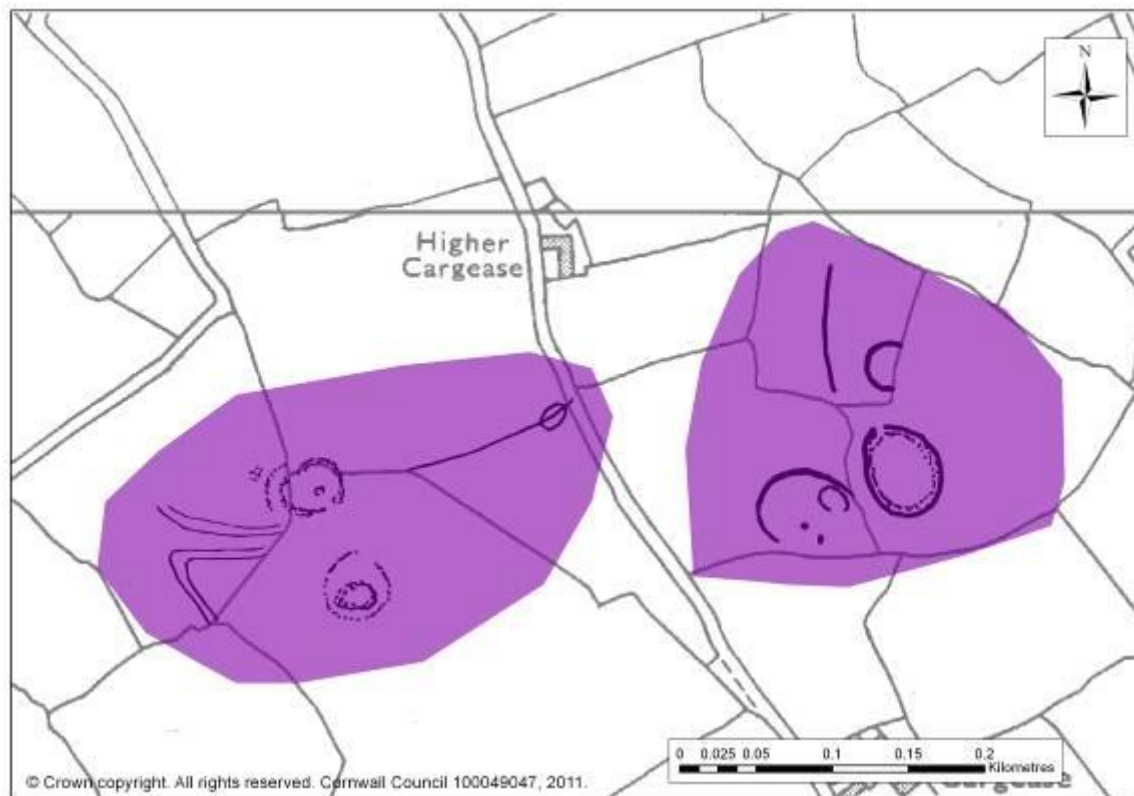 N
Higher
Cargease
0 0.025 0.05 0.1 0.15 0.2
Kilometres
Cargease
© Crown copyright. All rights reserved. Cornwall Council 100049047, 2011.